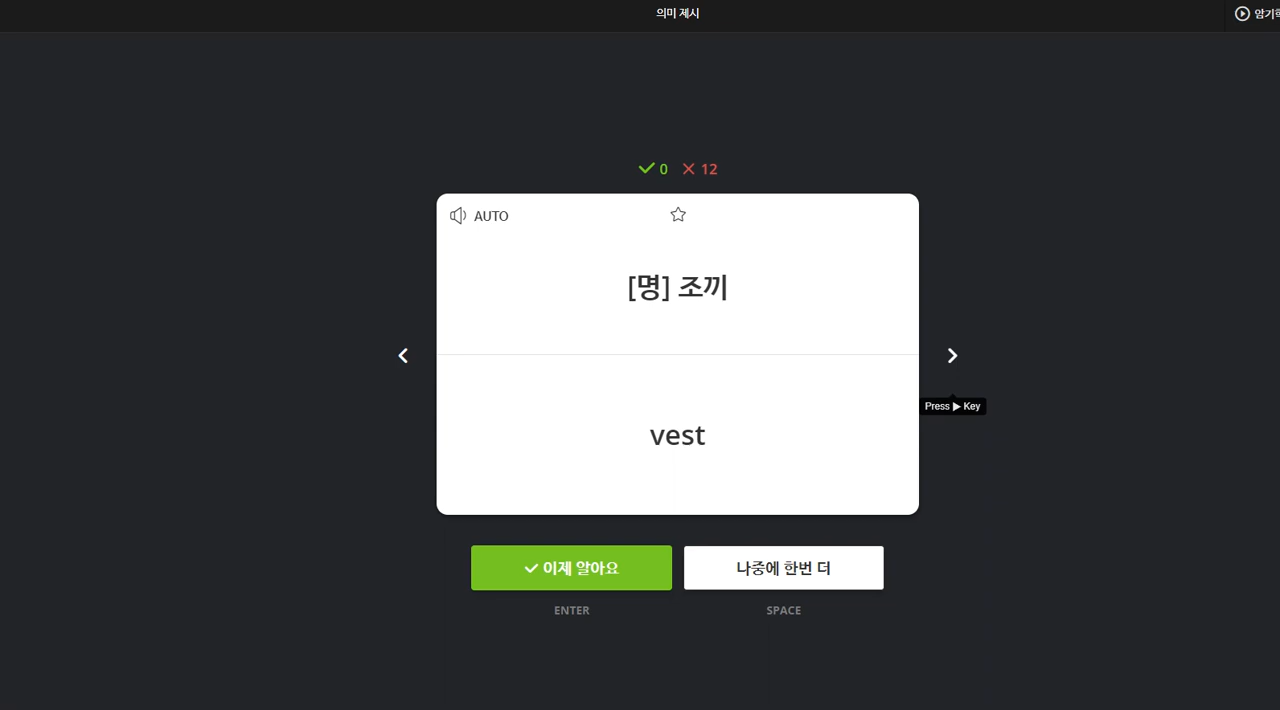 의미 제시
0 12
AUTO
[명] 조끼
vest
Press ▶ Key
이제 알아요
나중에 한번 더
ENTER
SPACE